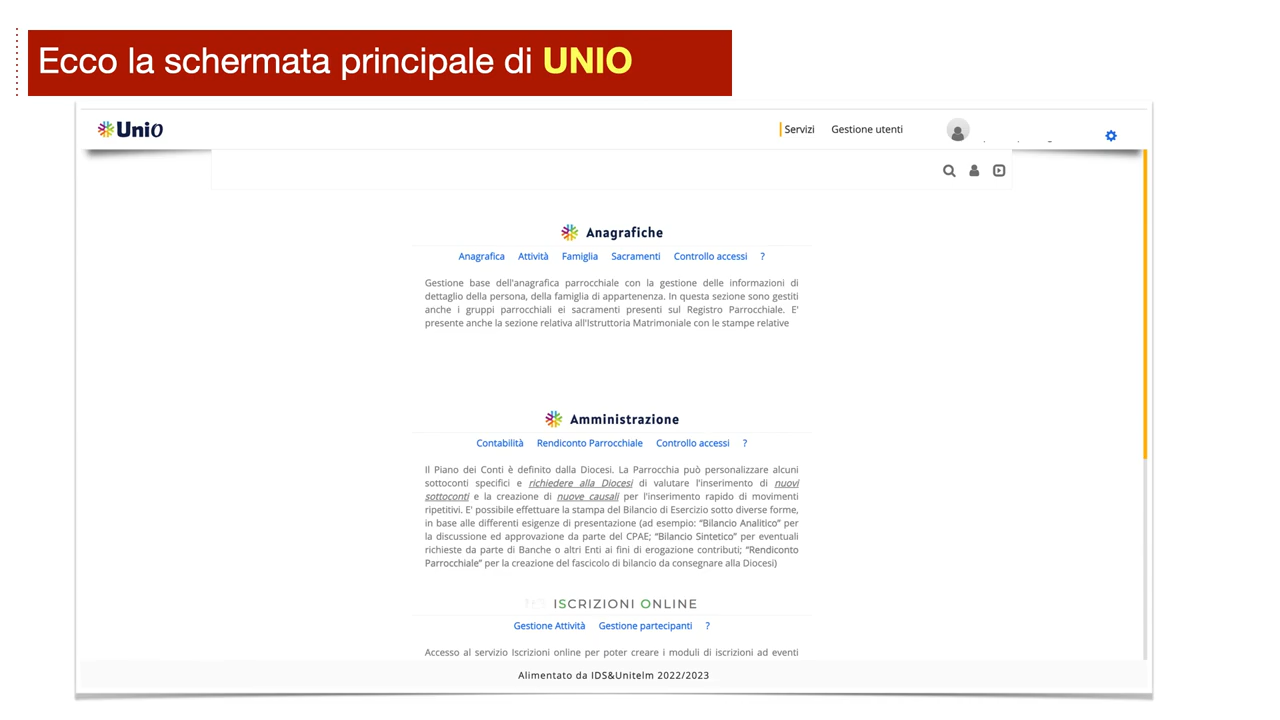 Ecco la schermata principale di UNIO
Unio
Servizi Gestione utenti
Anagrafiche
Anagrafica Attività Famiglia Sacramenti Controllo accessi ?
Gestione base dell'anagrafica parrocchiale con la gestione delle informazioni di
dettaglio della persona, della famiglia di appartenenza. In questa sezione sono gestiti
anche i gruppi parrocchiali ei sacramenti presenti sul Registro Parrocchiale. E'
presente anche la sezione relativa all'Istruttoria Matrimoniale con le stampe relative
Amministrazione
Contabilità Rendiconto Parrocchiale Controllo accessi ?
Il Piano dei Conti è definito dalla Diocesi. La Parrocchia può personalizzare alcuni
sottoconti specifici e richiedere alla Diocesi di valutare l'inserimento di nuovi
sottoconti e la creazione di nuove causali per l'inserimento rapido di movimenti
ripetitivi. E' possibile effettuare la stampa del Bilancio di Esercizio sotto diverse forme,
in base alle differenti esigenze di presentazione (ad esempio: “Bilancio Analitico” per
la discussione ed approvazione da parte del CPAE; “Bilancio Sintetico” per eventuali
richieste da parte di Banche o altri Enti ai fini di erogazione contributi; “Rendiconto
Parrocchiale” per la creazione del fascicolo di bilancio da consegnare alla Diocesi)
ISCRIZIONI ONLINE
Gestione Attività Gestione partecipanti ?
Accesso al servizio Iscrizioni online per poter creare i moduli di iscrizioni ad eventi
Alimentato da IDS&Unitelm 2022/2023